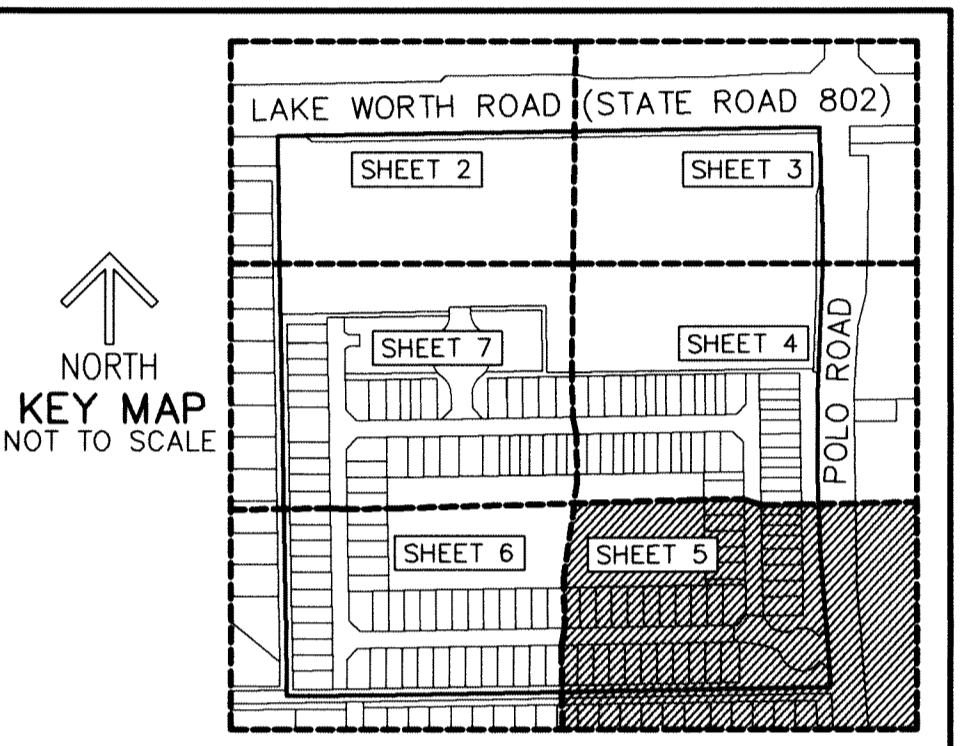 LAKE WORTH ROAD (STATE ROAD 802)
SHEET 2
SHEET 3
NORTH
KEY MAP
NOT TO SCALE
SHEET 7
SHEET 4
POLO ROAD
SHEET 6
SHEET 5